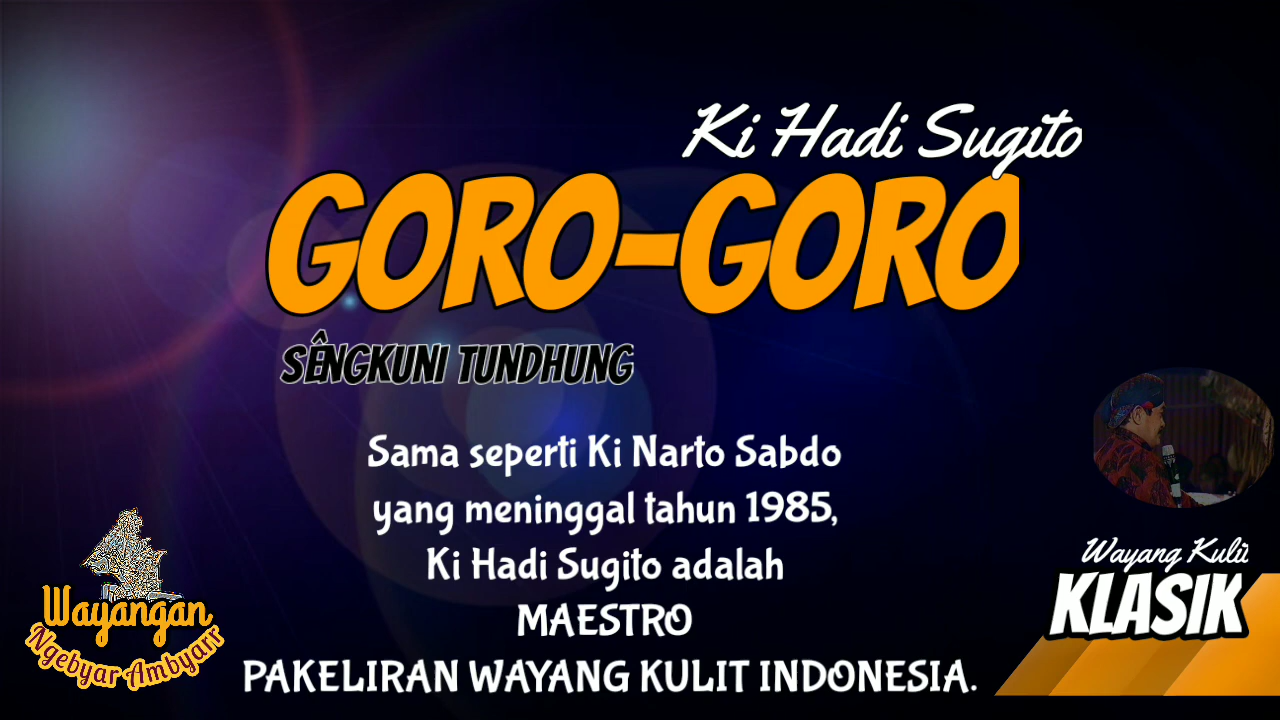 Ki Hadi Sugito
GORO-GORO
SÊNGKUNI TUNDHUNG
Sama seperti Ki Narto Sabdo
yang meninggal tahun 1985,
Ki Hadi Sugito adalah
MAESTRO
PAKELIRAN WAYANG KULIT INDONESIA.
Wayangan
Ngebyar Ambyarr
Wayang Kulit
KLASIK